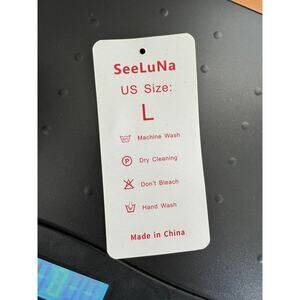 SeeLuNa
US Size:
L
Machine Wash
P Dry Cleaning
Don't Bleach
Hand Wash
Made in China